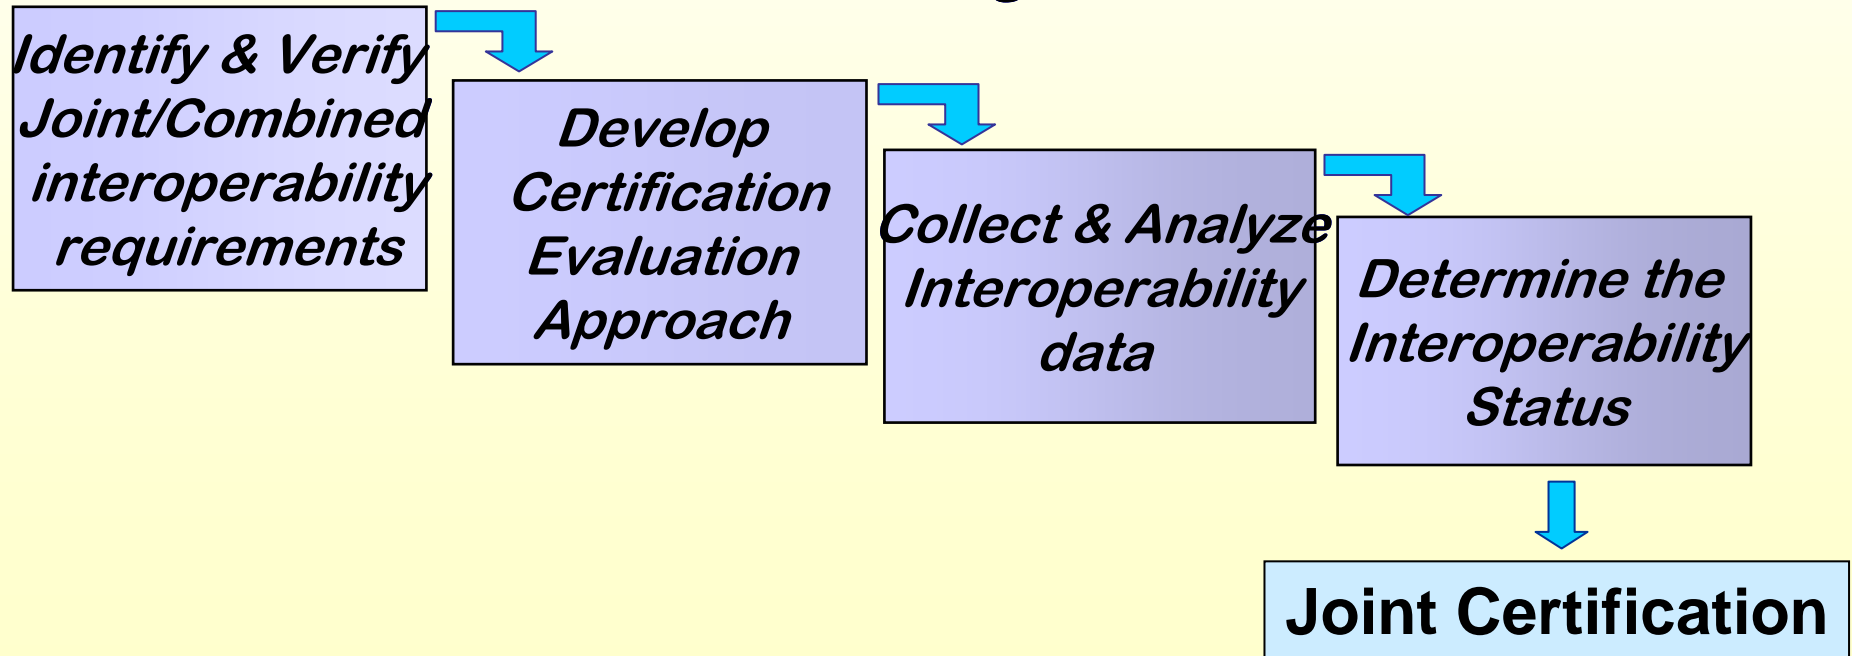 Identify & Verify
Joint/Combined
interoperability
requirements
Develop
Certification
Evaluation
Approach
Collect & Analyze
Interoperability
data
Determine the
Interoperability
Status
Joint Certification